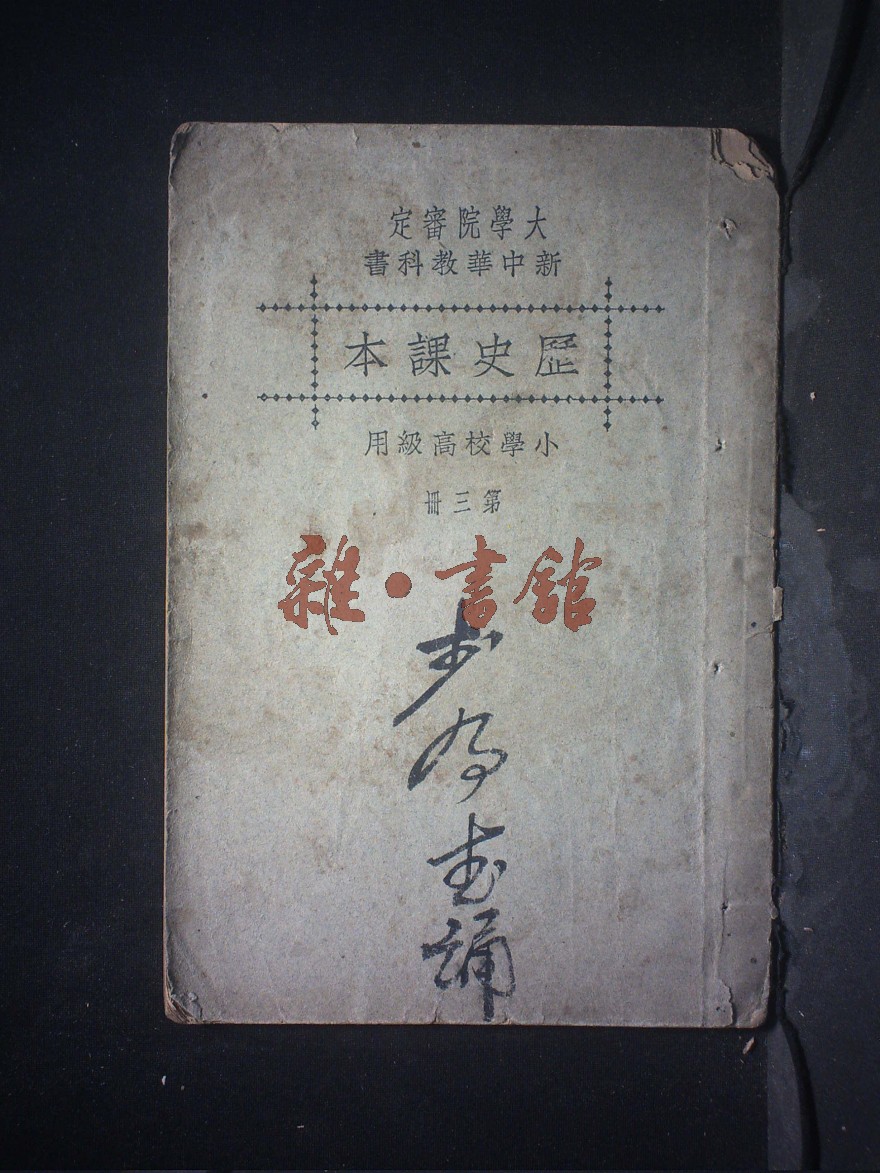 大學院審定
新中華教科書
歷史課本
小學校高級用
第三冊
雜·書館